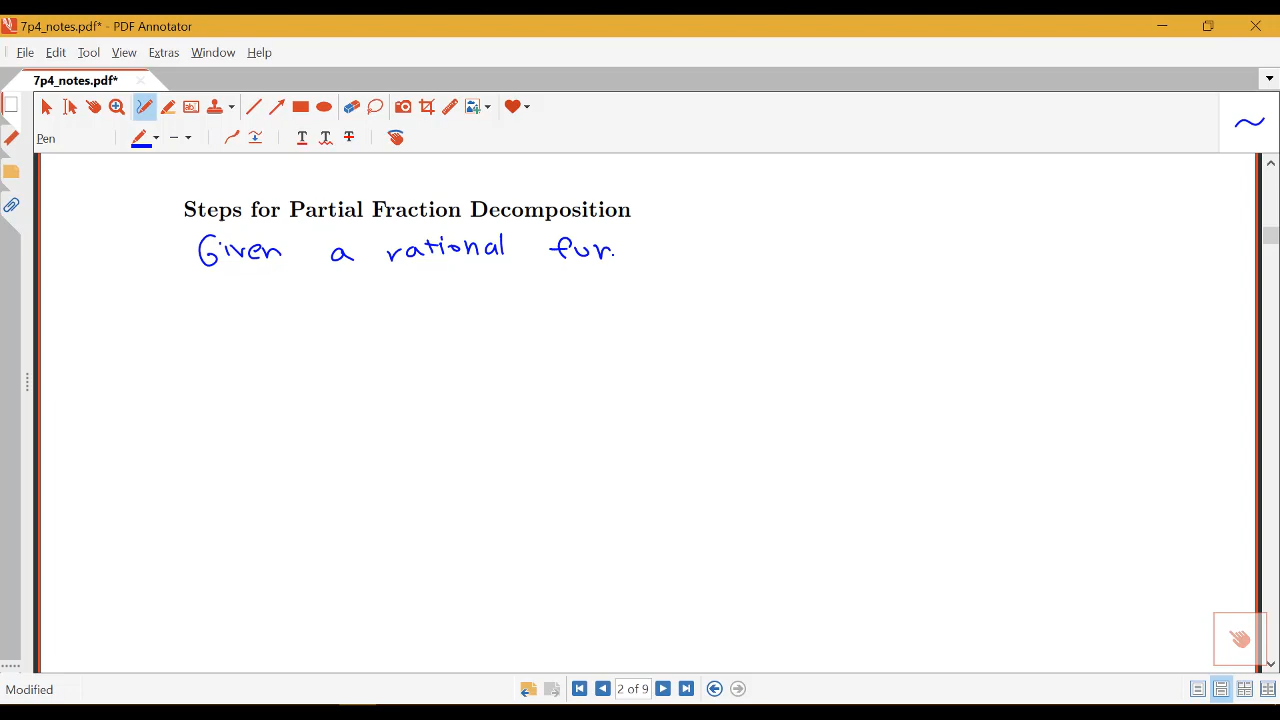 7p4_notes.pdf* - PDF Annotator
File Edit Tool View Extras Window Help
7p4_notes.pdf*
Pen
Steps for Partial Fraction Decomposition
Given a rational fun
2 of 9
Modified